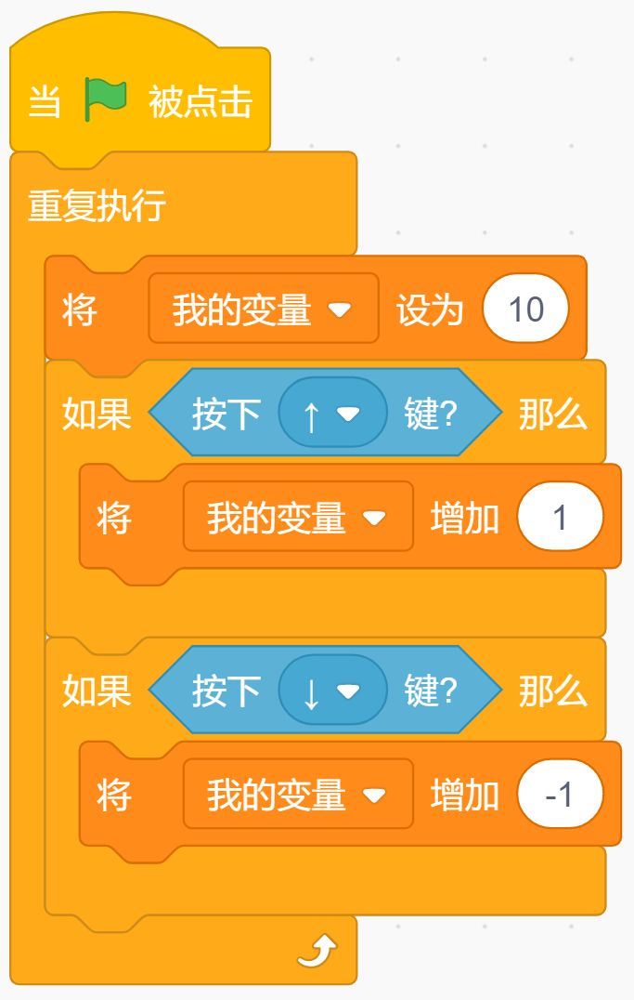 当 被点击
重复执行
将 我的变量 设为 10
如果 按下 ↑ 键? 那么
将 我的变量 增加 1
如果 按下 ↓ 键? 那么
将 我的变量 增加 -1